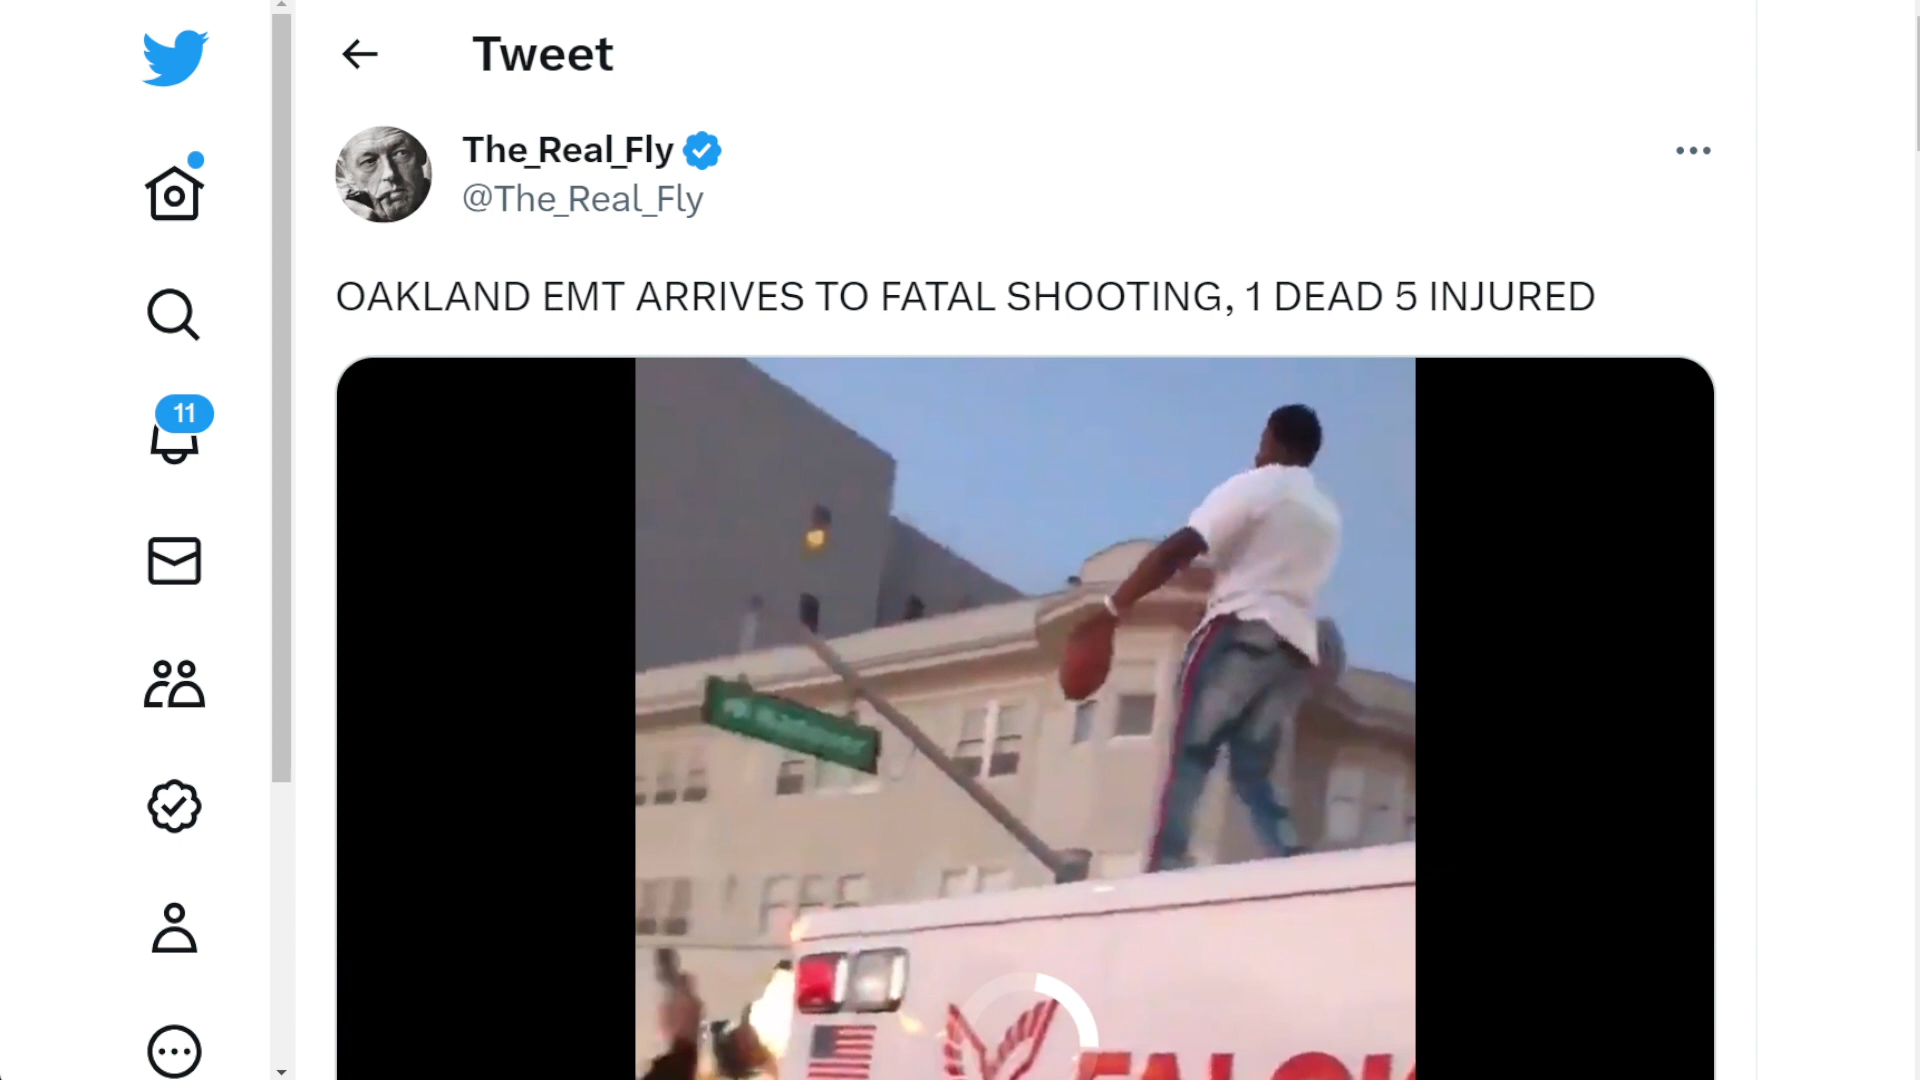 Tweet
The_Real_Fly
@The_Real_Fly
OAKLAND EMT ARRIVES TO FATAL SHOOTING, 1 DEAD 5 INJURED
11